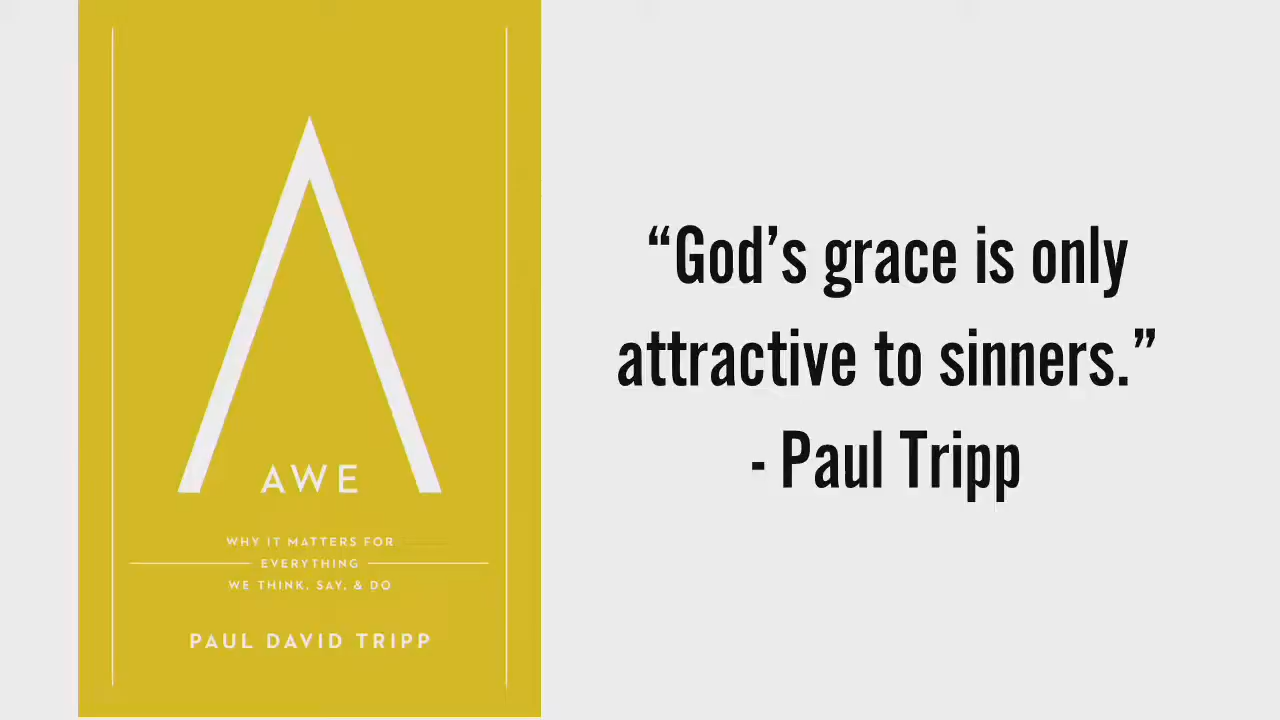 AWE
WHY IT MATTERS FOR
EVERYTHING
WE THINK, SAY, & DO
PAUL DAVID TRIPP
“God’s grace is only
attractive to sinners.”
- Paul Tripp